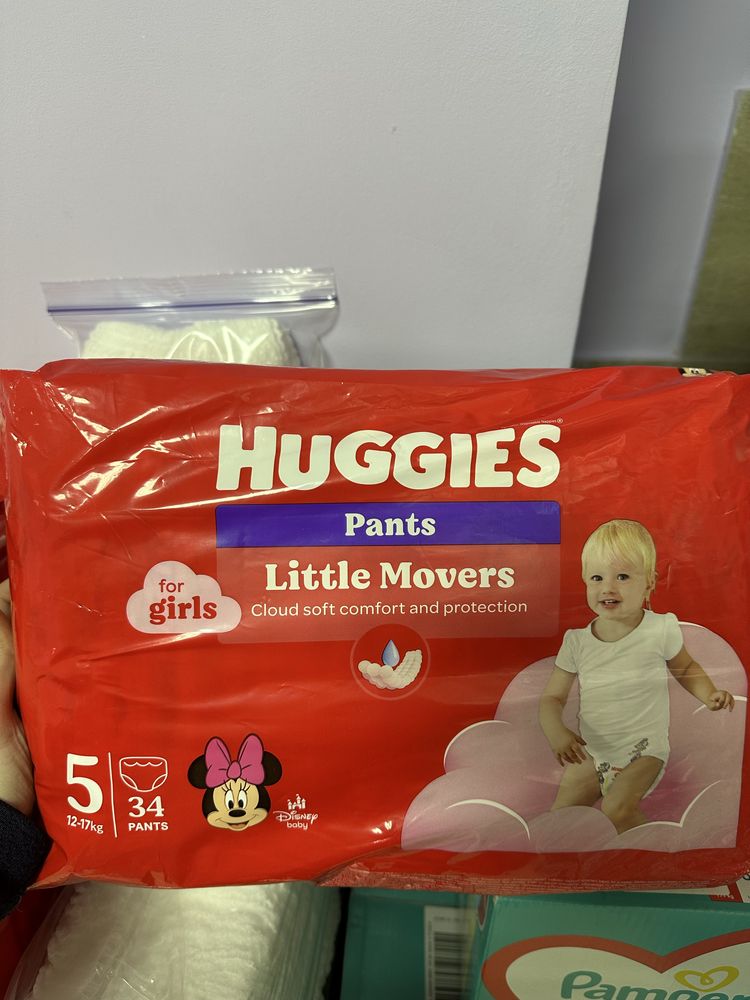 HUGGIES®
Pants
Little Movers
Cloud soft comfort and protection
for
girls
5
12-17kg
34
PANTS
Disney
baby